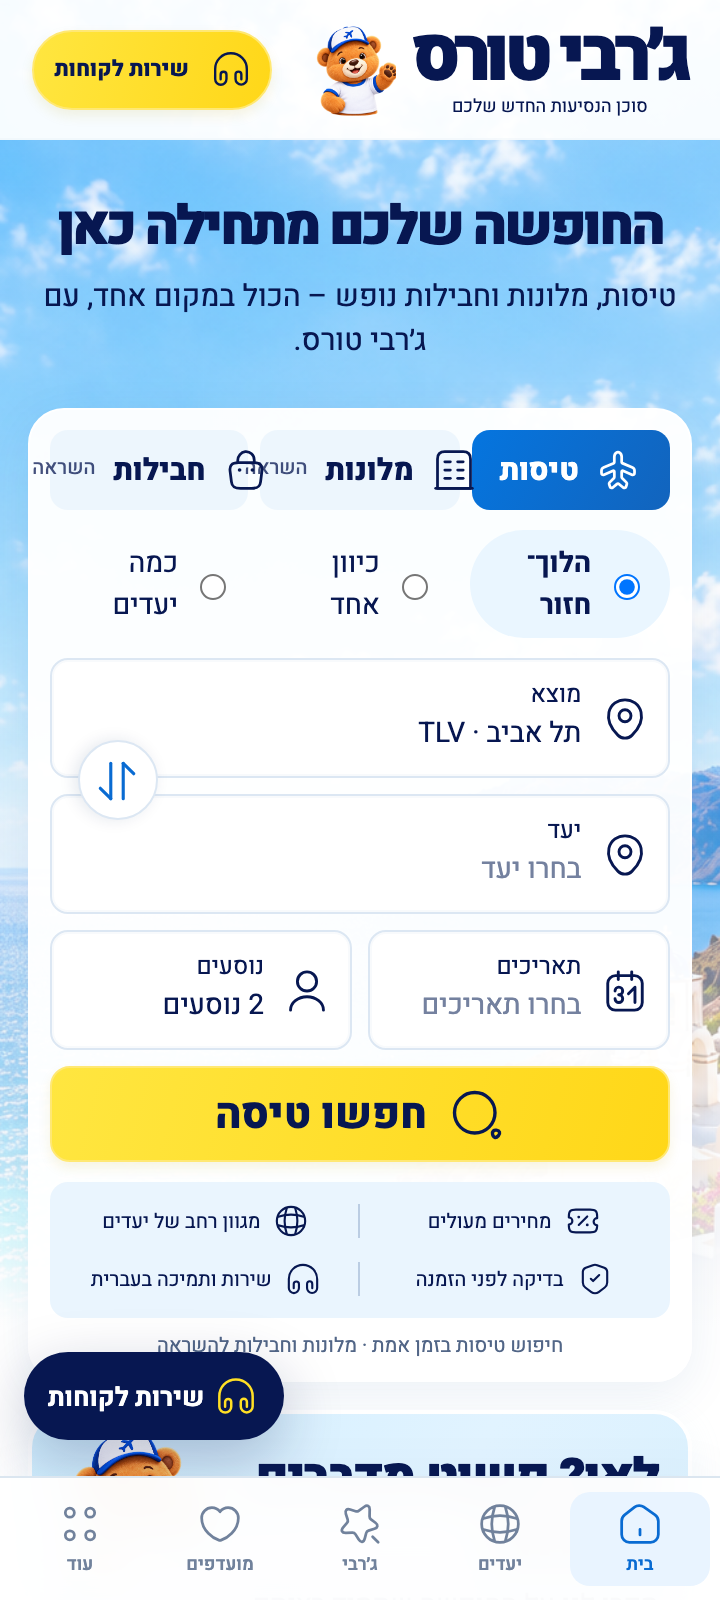 ג'רבי טורס
סוכן הנסיעות החדש שלכם
שירות לקוחות
החופשה שלכם מתחילה כאן
טיסות, מלונות וחבילות נופש – הכול במקום אחד, עם
ג'רבי טורס.
טיסות
מלונות השראה
חבילות השראה
הלוך־
חזור
כיוון
אחד
כמה
יעדים
מוצא
תל אביב · TLV
יעד
בחרו יעד
תאריכים
בחרו תאריכים
31
נוסעים
2 נוסעים
חפשו טיסה
מחירים מעולים
מגוון רחב של יעדים
בדיקה לפני הזמנה
שירות ותמיכה בעברית
חיפוש טיסות בזמן אמת · מלונות וחבילות להשראה
שירות לקוחות
לאן? פשוט מדברים
בית
יעדים
ג'רבי
מועדפים
עוד